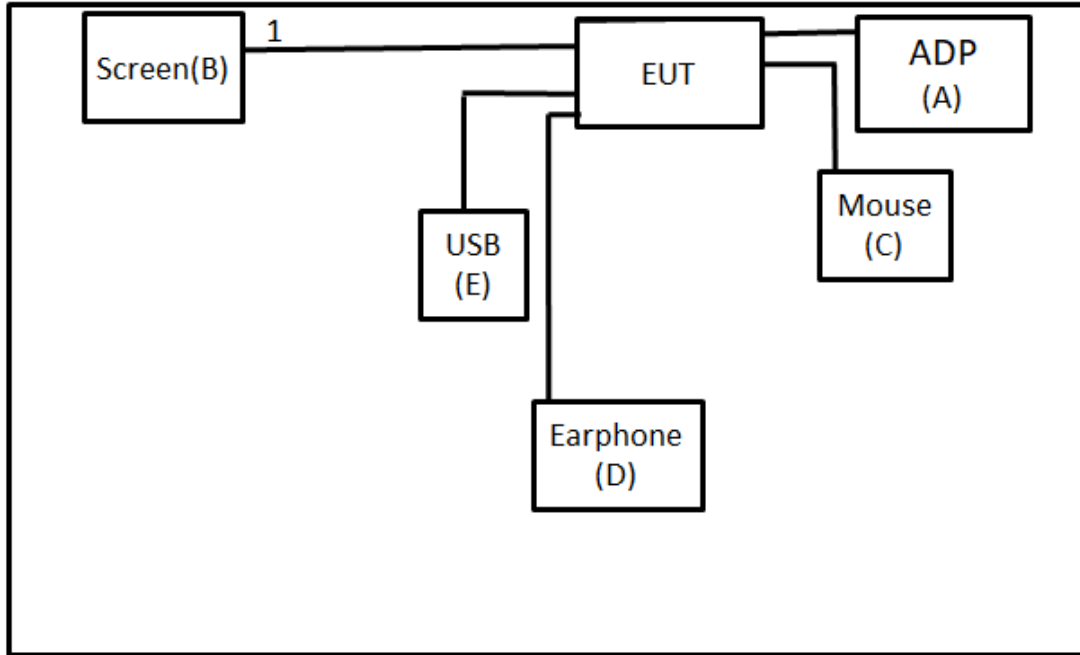 1
Screen(B)
EUT
ADP
(A)
Mouse
(C)
USB
(E)
Earphone
(D)